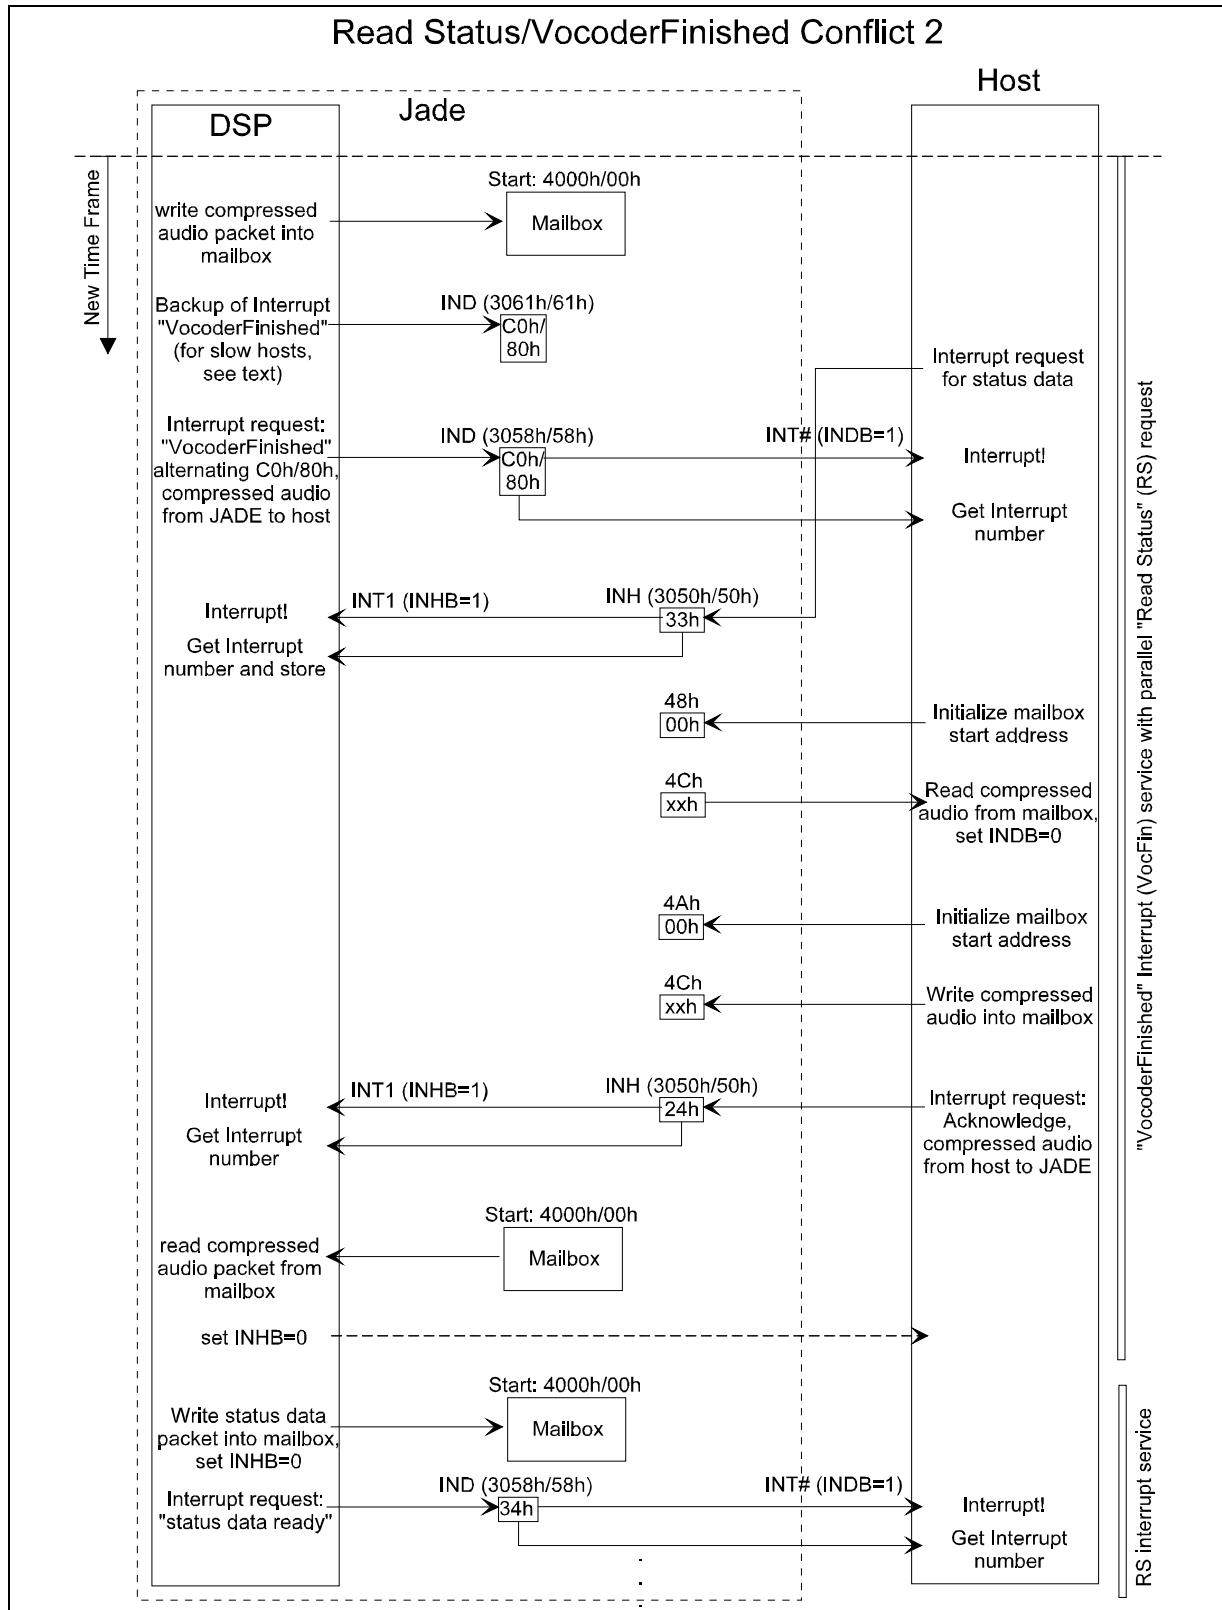 Read Status/VocoderFinished Conflict 2
Host
Jade
DSP
New Time Frame
Start: 4000h/00h
write compressed
audio packet into
mailbox
Mailbox
Backup of Interrupt
"VocoderFinished"
(for slow hosts,
see text)
IND (3061h/61h)
C0h/
80h
Interrupt request
for status data
Interrupt request:
"VocoderFinished"
alternating C0h/80h,
compressed audio
from JADE to host
IND (3058h/58h)
C0h/
80h
INT# (INDB=1)
Interrupt!
Get Interrupt
number
Interrupt!
INT1 (INHB=1)
INH (3050h/50h)
33h
Get Interrupt
number and store
48h
00h
Initialize mailbox
start address
4Ch
xxh
Read compressed
audio from mailbox,
set INDB=0
4Ah
00h
Initialize mailbox
start address
4Ch
xxh
Write compressed
audio into mailbox
Interrupt!
INT1 (INHB=1)
INH (3050h/50h)
24h
Interrupt request:
Acknowledge,
compressed audio
from host to JADE
Get Interrupt
number
Start: 4000h/00h
read compressed
audio packet from
mailbox
Mailbox
set INHB=0
Start: 4000h/00h
Write status data
packet into mailbox,
set INHB=0
Mailbox
Interrupt request:
"status data ready"
IND (3058h/58h)
34h
INT# (INDB=1)
Interrupt!
Get Interrupt
number
"VocoderFinished" Interrupt (VocFin) service with parallel "Read Status" (RS) request
RS interrupt service